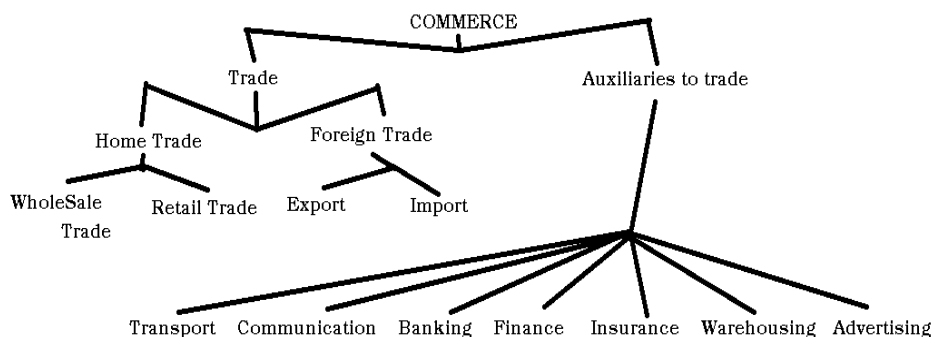 COMMERCE
Trade
Auxiliaries to trade
Home Trade
Foreign Trade
WholeSale
Trade
Retail Trade
Export
Import
Transport Communication Banking Finance Insurance Warehousing Advertising